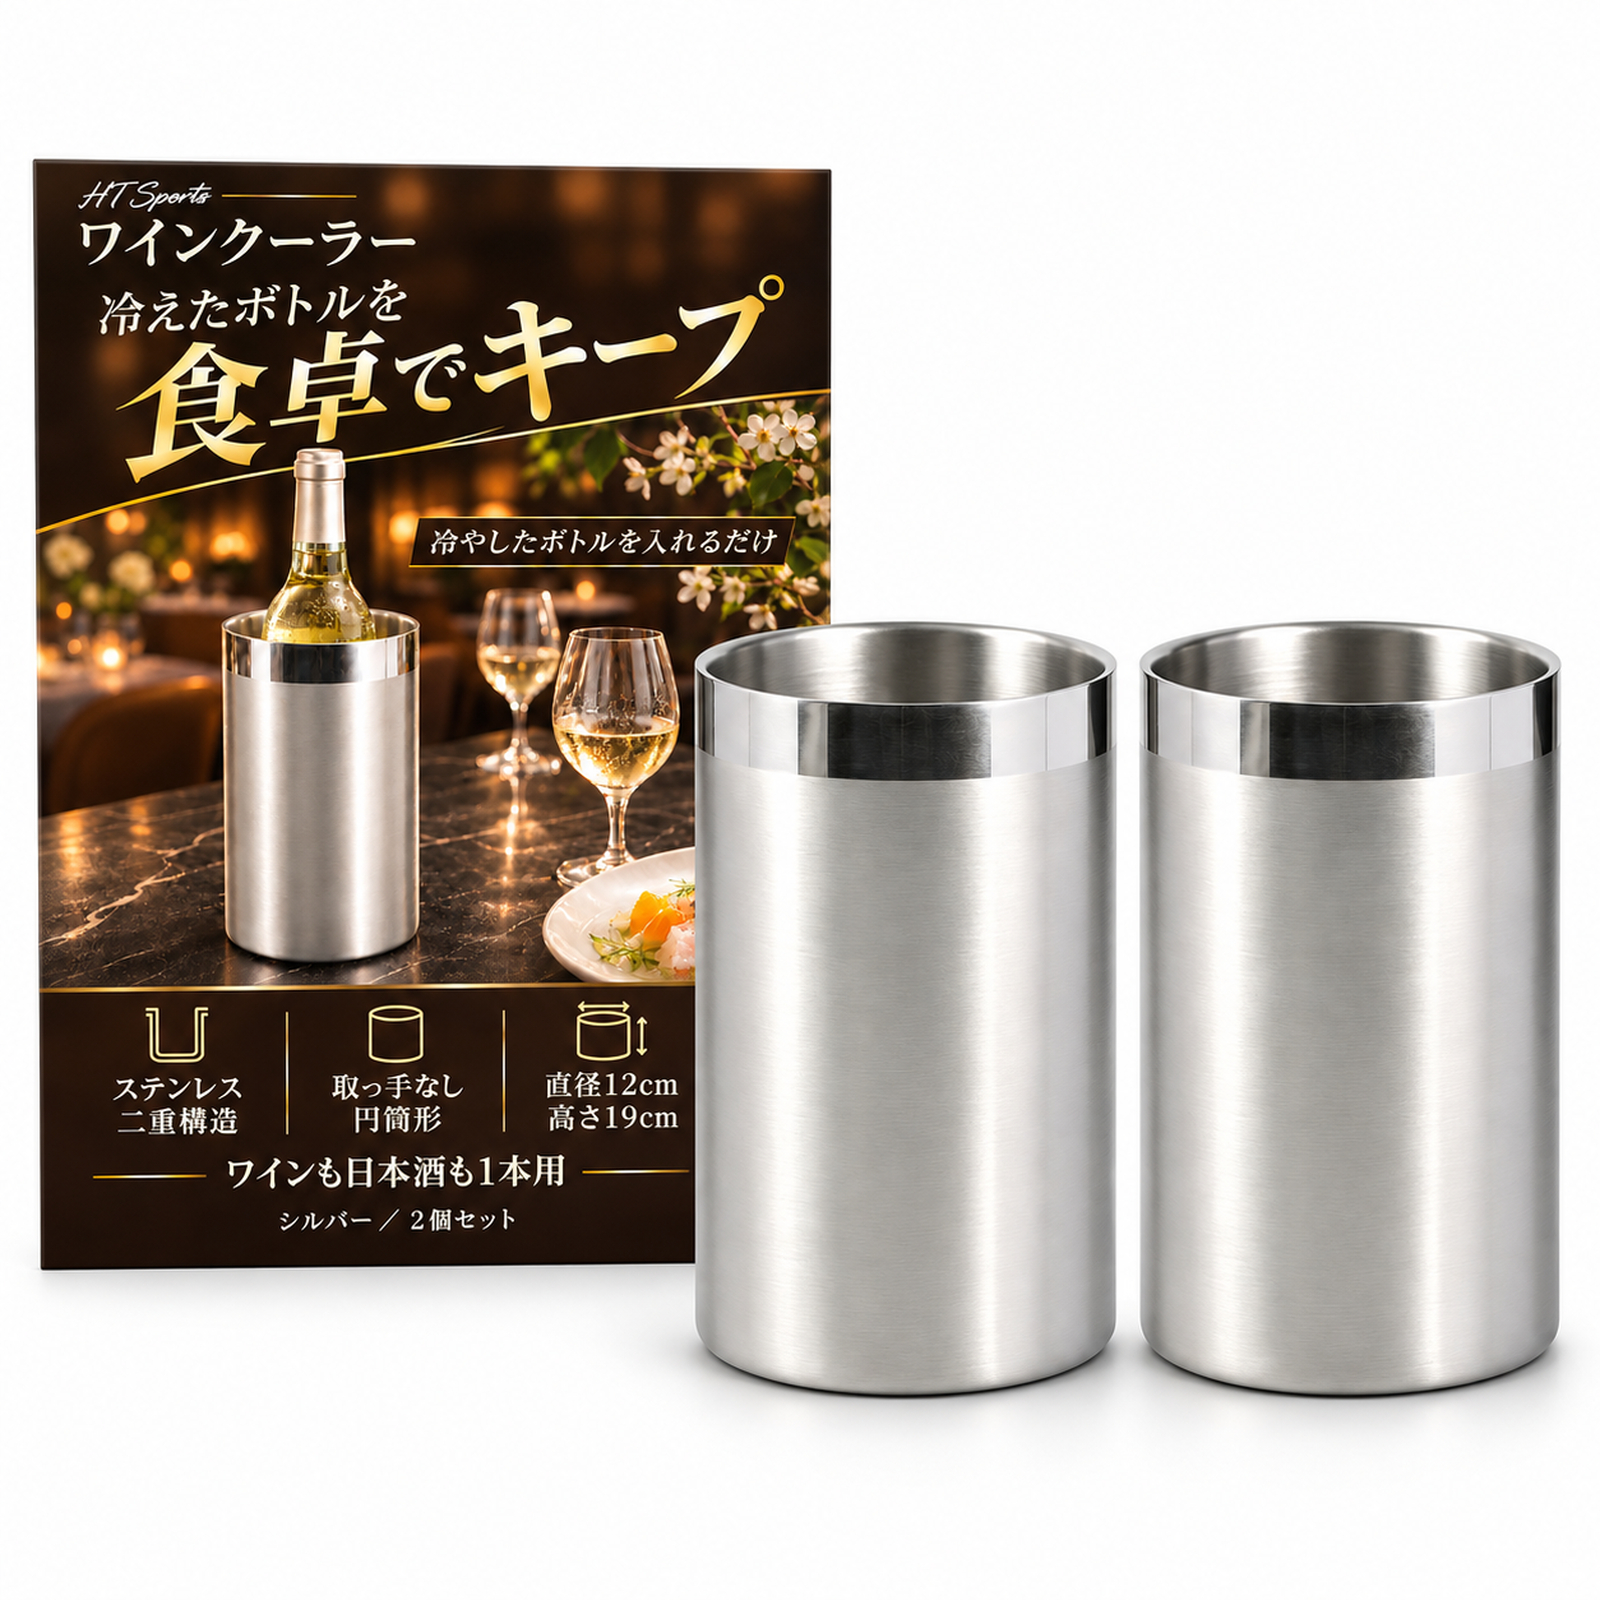 HT Sports
ワインクーラー
冷えたボトルを
食卓でキープ
冷やしたボトルを入れるだけ
ステンレス
二重構造
取っ手なし
円筒形
直径12cm
高さ19cm
ワインも日本酒も1本用
シルバー／2個セット